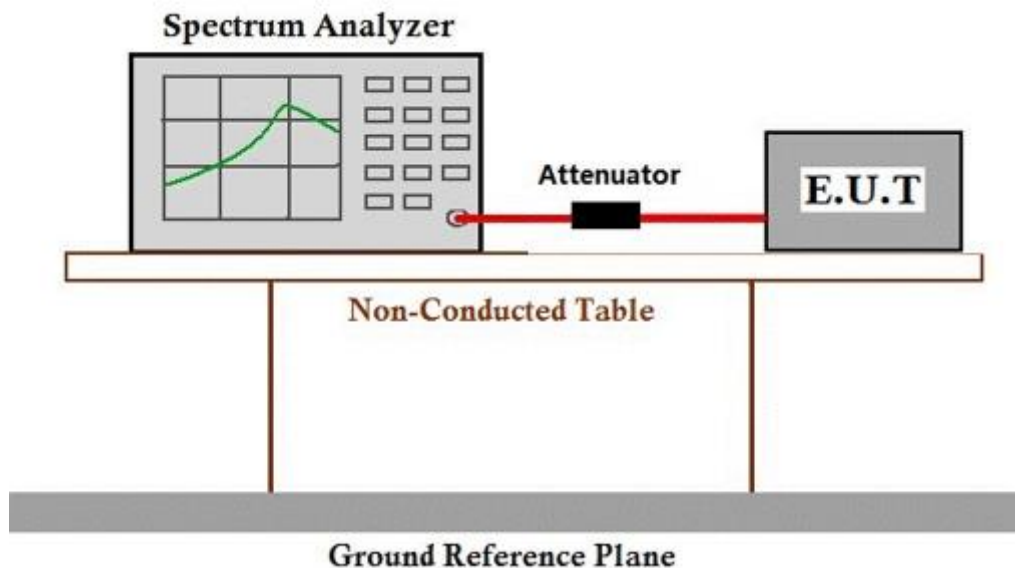 Spectrum Analyzer
Attenuator
E.U.T
Non-Conducted Table
Ground Reference Plane